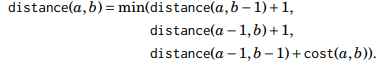 distance(a,b) = min(distance(a,b−1)+1,
distance(a−1,b)+1,
distance(a−1,b−1)+cost(a,b)).